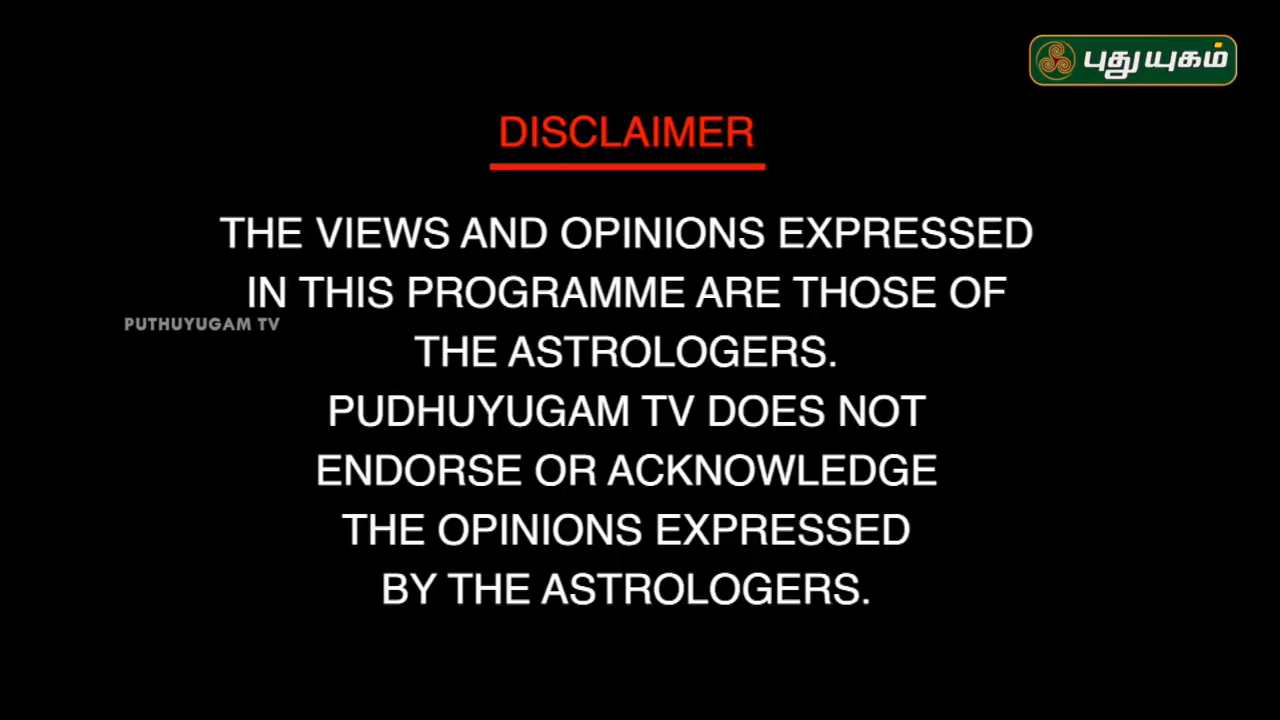 புதுயுகம்
DISCLAIMER
THE VIEWS AND OPINIONS EXPRESSED
IN THIS PROGRAMME ARE THOSE OF
PUTHUYUGAM TV
THE ASTROLOGERS.
PUDHUYUGAM TV DOES NOT
ENDORSE OR ACKNOWLEDGE
THE OPINIONS EXPRESSED
BY THE ASTROLOGERS.